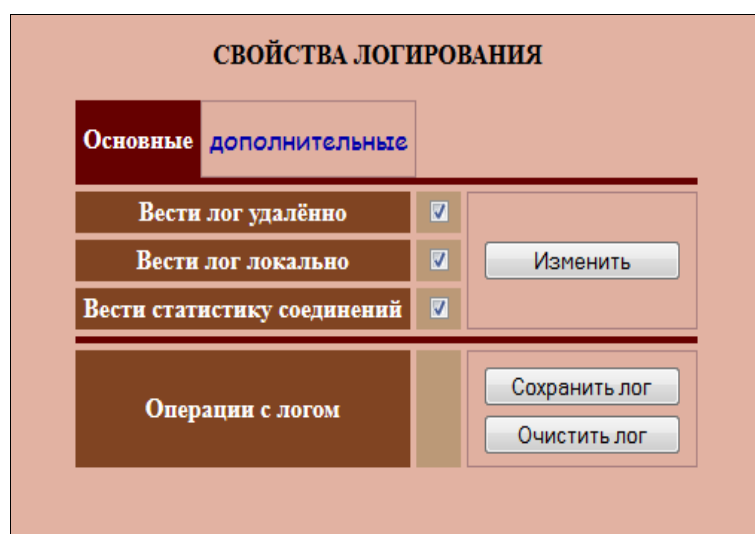 СВОЙСТВА ЛОГИРОВАНИЯ
Основные дополнительные
Вести лог удалённо
Вести лог локально
Изменить
Вести статистику соединений
Операции с логом
Сохранить лог
Очистить лог